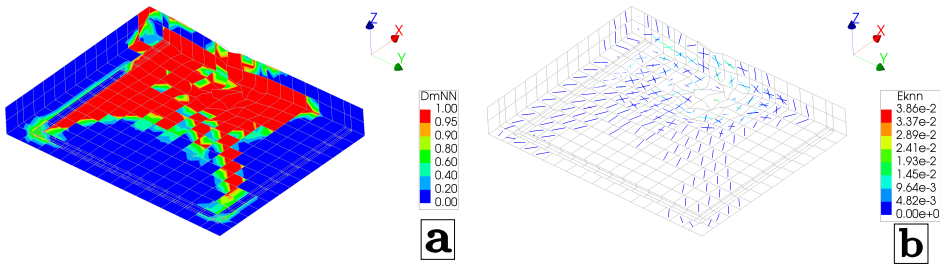 Z
X
Y
DmNN
1.00
0.95
0.90
0.80
0.60
0.40
0.20
0.00
a
Z
X
Y
Eknn
3.86e-2
3.37e-2
2.89e-2
2.41e-2
1.93e-2
1.45e-2
9.64e-3
4.82e-3
0.00e+0
b